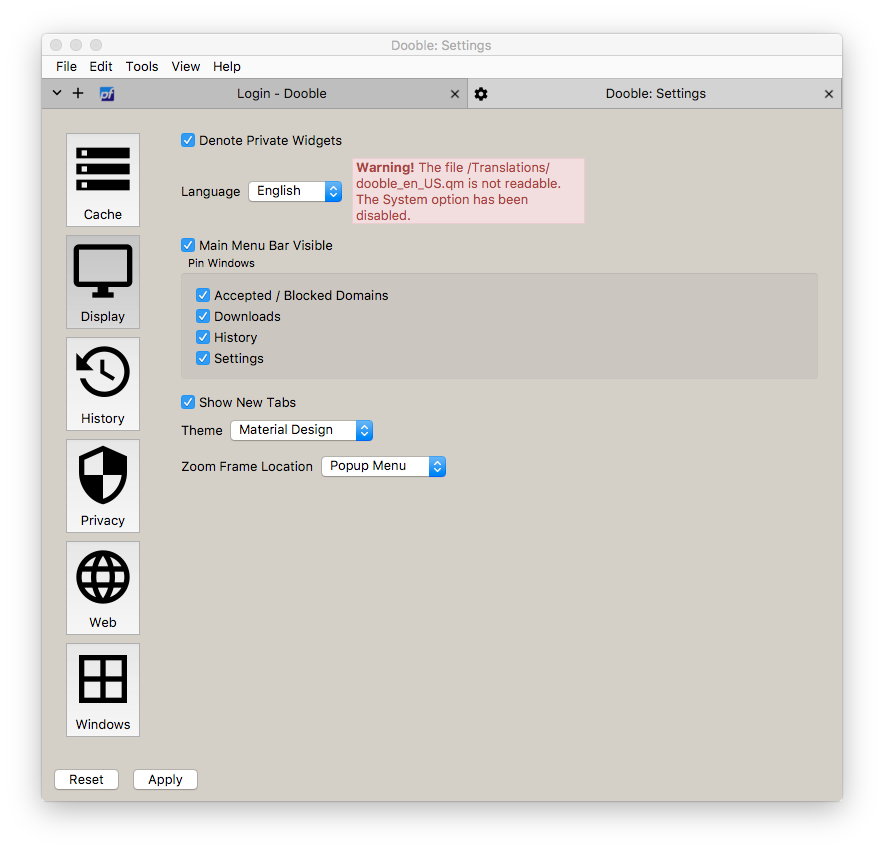 Dooble: Settings
File Edit Tools View Help
Login - Dooble
Dooble: Settings
Cache
Display
History
Privacy
Web
Windows
Denote Private Widgets
Language English
Warning! The file /Translations/
dooble_en_US.qm is not readable.
The System option has been
disabled.
Main Menu Bar Visible
Pin Windows
Accepted / Blocked Domains
Downloads
History
Settings
Show New Tabs
Theme Material Design
Zoom Frame Location Popup Menu
Reset Apply